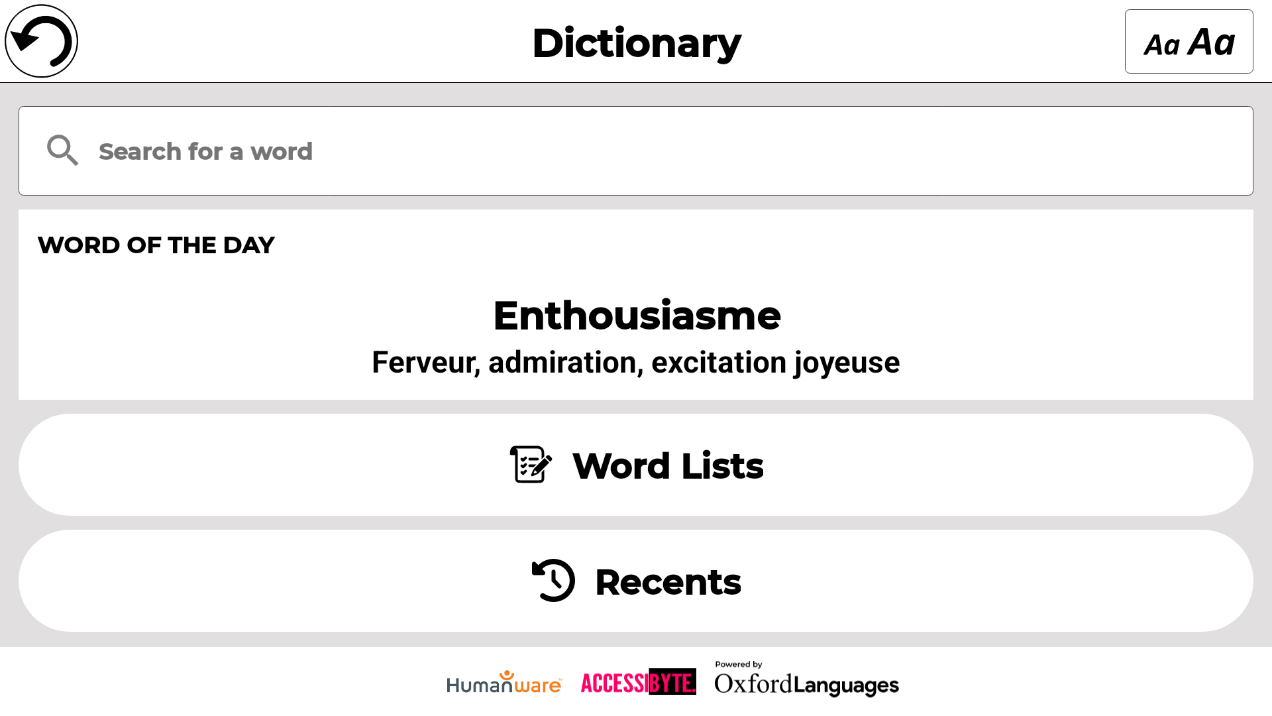 Dictionary
Aa Aa
Search for a word
WORD OF THE DAY
Enthousiasme
Ferveur, admiration, excitation joyeuse
Word Lists
Recents
Humanware™ ACCESSIBYTE. Powered by
OxfordLanguages